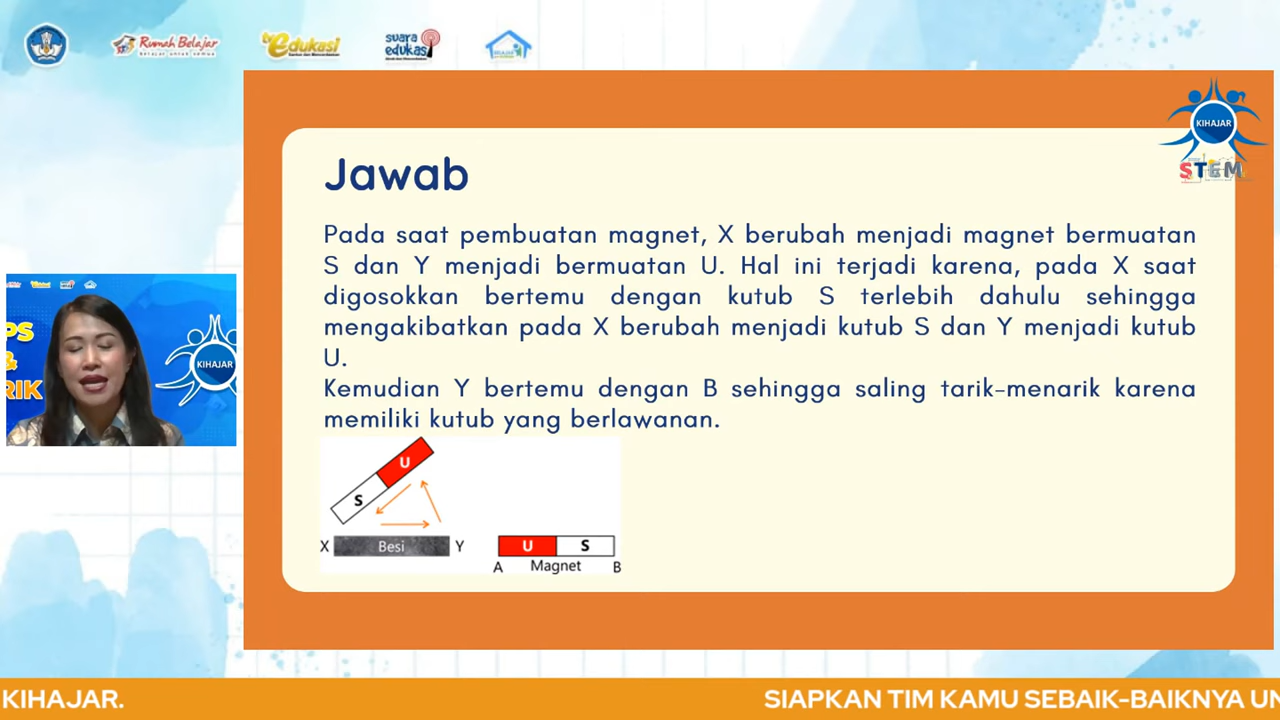 Rumah Belajar
tv edukasi
suara
edukasi
KIHAJAR
STEM
Jawab
Pada saat pembuatan magnet, X berubah menjadi magnet bermuatan
S dan Y menjadi bermuatan U. Hal ini terjadi karena, pada X saat
digosokkan bertemu dengan kutub S terlebih dahulu sehingga
mengakibatkan pada X berubah menjadi kutub S dan Y menjadi kutub
U.
Kemudian Y bertemu dengan B sehingga saling tarik-menarik karena
memiliki kutub yang berlawanan.
U
S
X Besi Y
U S
A Magnet B
PS
&
RIK
KIHAJAR
KIHAJAR. SIAPKAN TIM KAMU SEBAIK-BAIKNYA UN